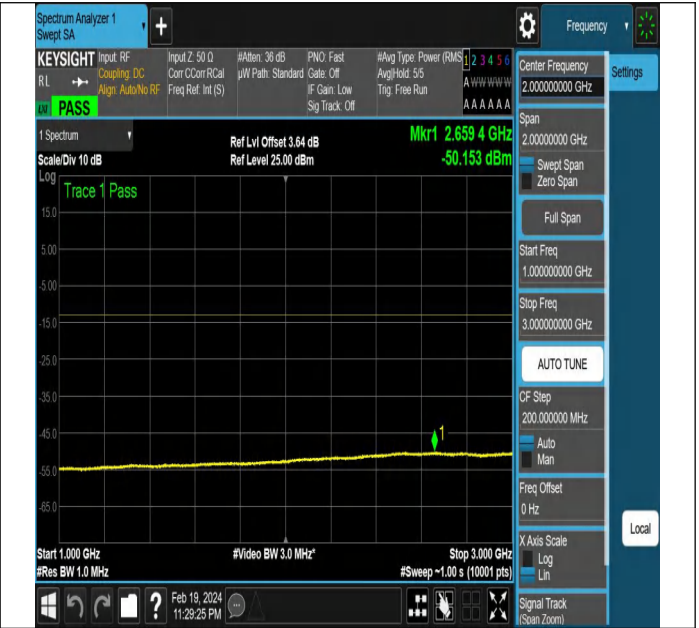 Spectrum Analyzer 1
Swept SA
Frequency
KEYSIGHT
RL
PASS
Input: RF
Coupling: DC
Align: Auto/No RF
Input Z: 50 Ω
Corr CCorr RCal
Freq Ref: Int (S)
#Atten: 36 dB
µW Path: Standard
PNO: Fast
Gate: Off
IF Gain: Low
Sig Track: Off
#Avg Type: Power (RMS
Avg|Hold: 5/5
Trig: Free Run
1 2 3 4 5 6
A W W W W W
A A A A A A
1 Spectrum
Scale/Div 10 dB
Ref Lvl Offset 3.64 dB
Ref Level 25.00 dBm
Mkr1 2.659 4 GHz
-50.153 dBm
Log
Trace 1 Pass
15.0
5.00
-5.00
-15.0
-25.0
-35.0
-45.0
-55.0
-65.0
1
Start 1.000 GHz
#Res BW 1.0 MHz
#Video BW 3.0 MHz*
Stop 3.000 GHz
#Sweep ~1.00 s (10001 pts)
Feb 19, 2024
11:29:25 PM
Center Frequency
2.000000000 GHz
Span
2.00000000 GHz
Swept Span
Zero Span
Full Span
Start Freq
1.000000000 GHz
Stop Freq
3.000000000 GHz
AUTO TUNE
CF Step
200.000000 MHz
Auto
Man
Freq Offset
0 Hz
X Axis Scale
Log
Lin
Signal Track
(Span Zoom)
Settings
Local